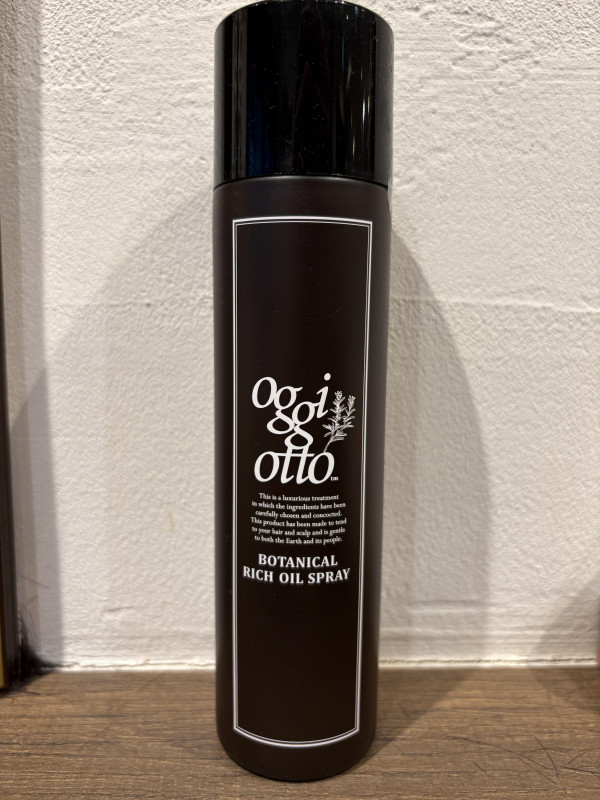 oggi
otto™
This is a luxurious treatment
in which the ingredients have been
carefully chosen and concocted.
This product has been made to tend
to your hair and scalp and is gentle
to both the Earth and its people.
BOTANICAL
RICH OIL SPRAY